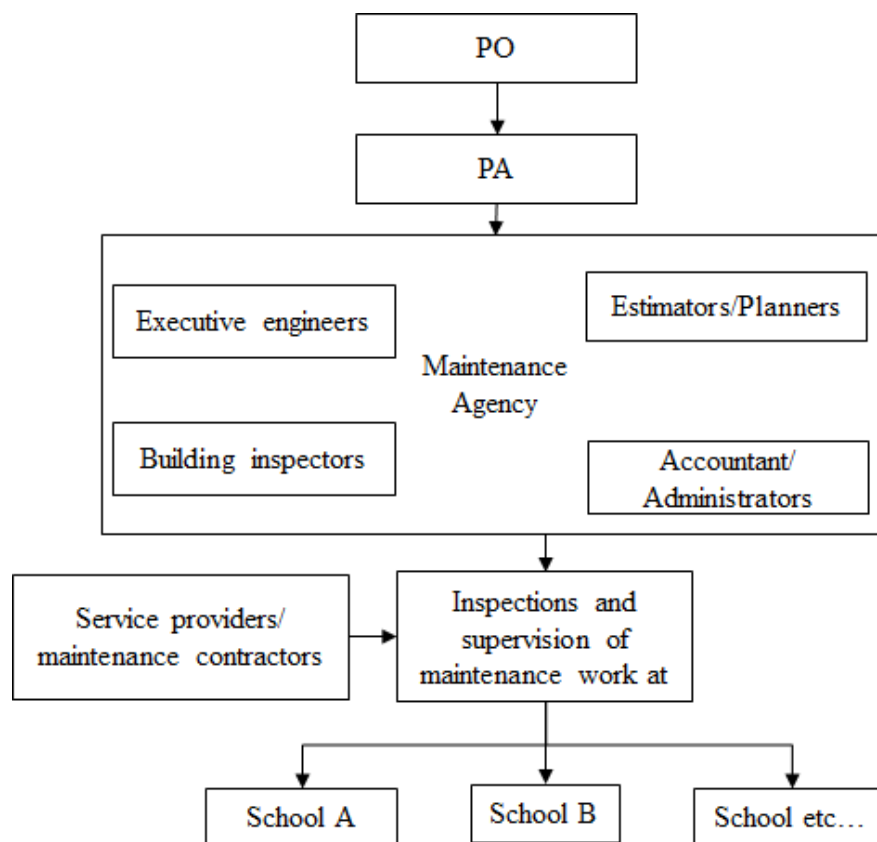 PO
PA
Executive engineers
Estimators/Planners
Maintenance
Agency
Building inspectors
Accountant/
Administrators
Service providers/
maintenance contractors
Inspections and
supervision of
maintenance work at
School A
School B
School etc…